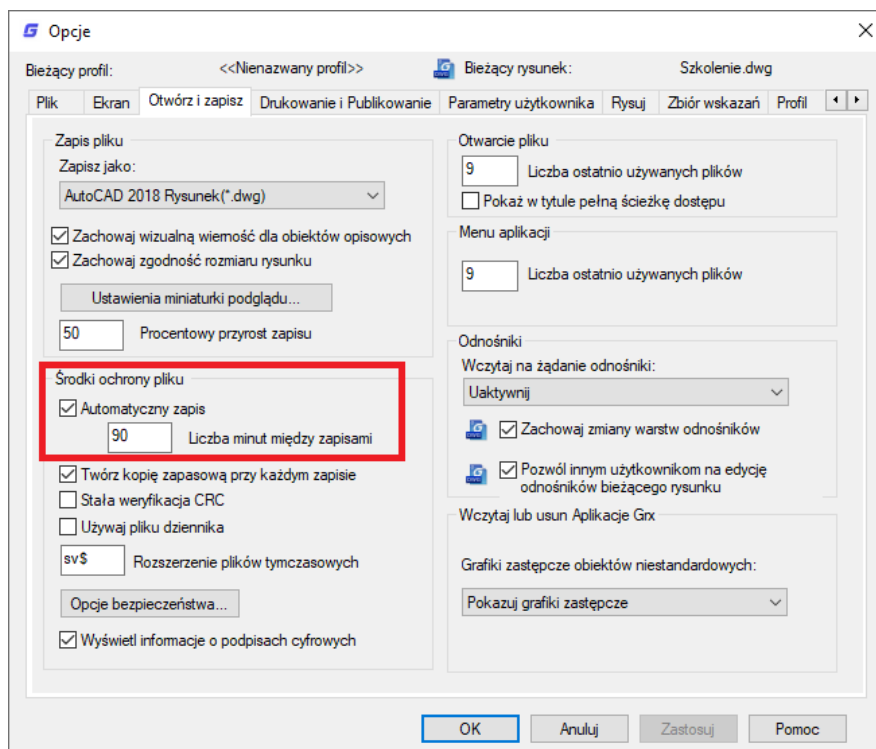 Opcje
Bieżący profil: <<Nienazwany profil>> Bieżący rysunek: Szkolenie.dwg
Plik Ekran Otwórz i zapisz Drukowanie i Publikowanie Parametry użytkownika Rysuj Zbiór wskazań Profil
Zapis pliku
Zapisz jako:
AutoCAD 2018 Rysunek(*.dwg)
Zachowaj wizualną wierność dla obiektów opisowych
Zachowaj zgodność rozmiaru rysunku
Ustawienia miniaturki podglądu...
50 Procentowy przyrost zapisu
Środki ochrony pliku
Automatyczny zapis
90 Liczba minut między zapisami
Twórz kopię zapasową przy każdym zapisie
Stała weryfikacja CRC
Używaj pliku dziennika
sv$ Rozszerzenie plików tymczasowych
Opcje bezpieczeństwa...
Wyświetl informacje o podpisach cyfrowych
Otwarcie pliku
9 Liczba ostatnio używanych plików
Pokaż w tytule pełną ścieżkę dostępu
Menu aplikacji
9 Liczba ostatnio używanych plików
Odnośniki
Wczytaj na żądanie odnośniki:
Uaktywnij
Zachowaj zmiany warstw odnośników
Pozwól innym użytkownikom na edycję
odnośników bieżącego rysunku
Wczytaj lub usun Aplikacje Grx
Grafiki zastępcze obiektów niestandardowych:
Pokazuj grafiki zastępcze
OK Anuluj Zastosuj Pomoc